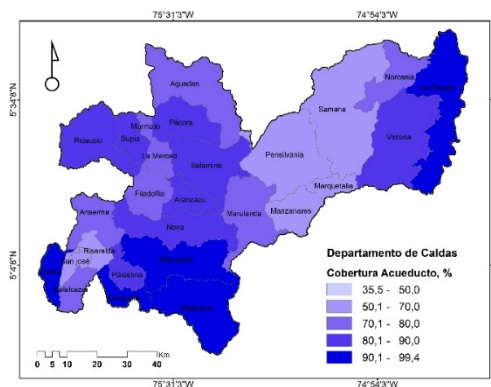 75°31'3"W 74°54'3"W
5°34'8"N
5°4'8"N
Norcasia
La Dorada
Aguadas
Samana
Pácora
Marmato
Riosucio
Supia
Victoria
La Merced
Pensilvania
Salamina
Marquetalia
Filadelfia
Aranzazu
Marulanda
Manzanares
Anserma
Neira
Risaralda
San josé
Palestina
Departamento de Caldas
Cobertura Acueducto, %
35,5 - 50,0
50,1 - 70,0
70,1 - 80,0
80,1 - 90,0
90,1 - 99,4
Km
0 5 10 20 30 40
75°31'3"W 74°54'3"W